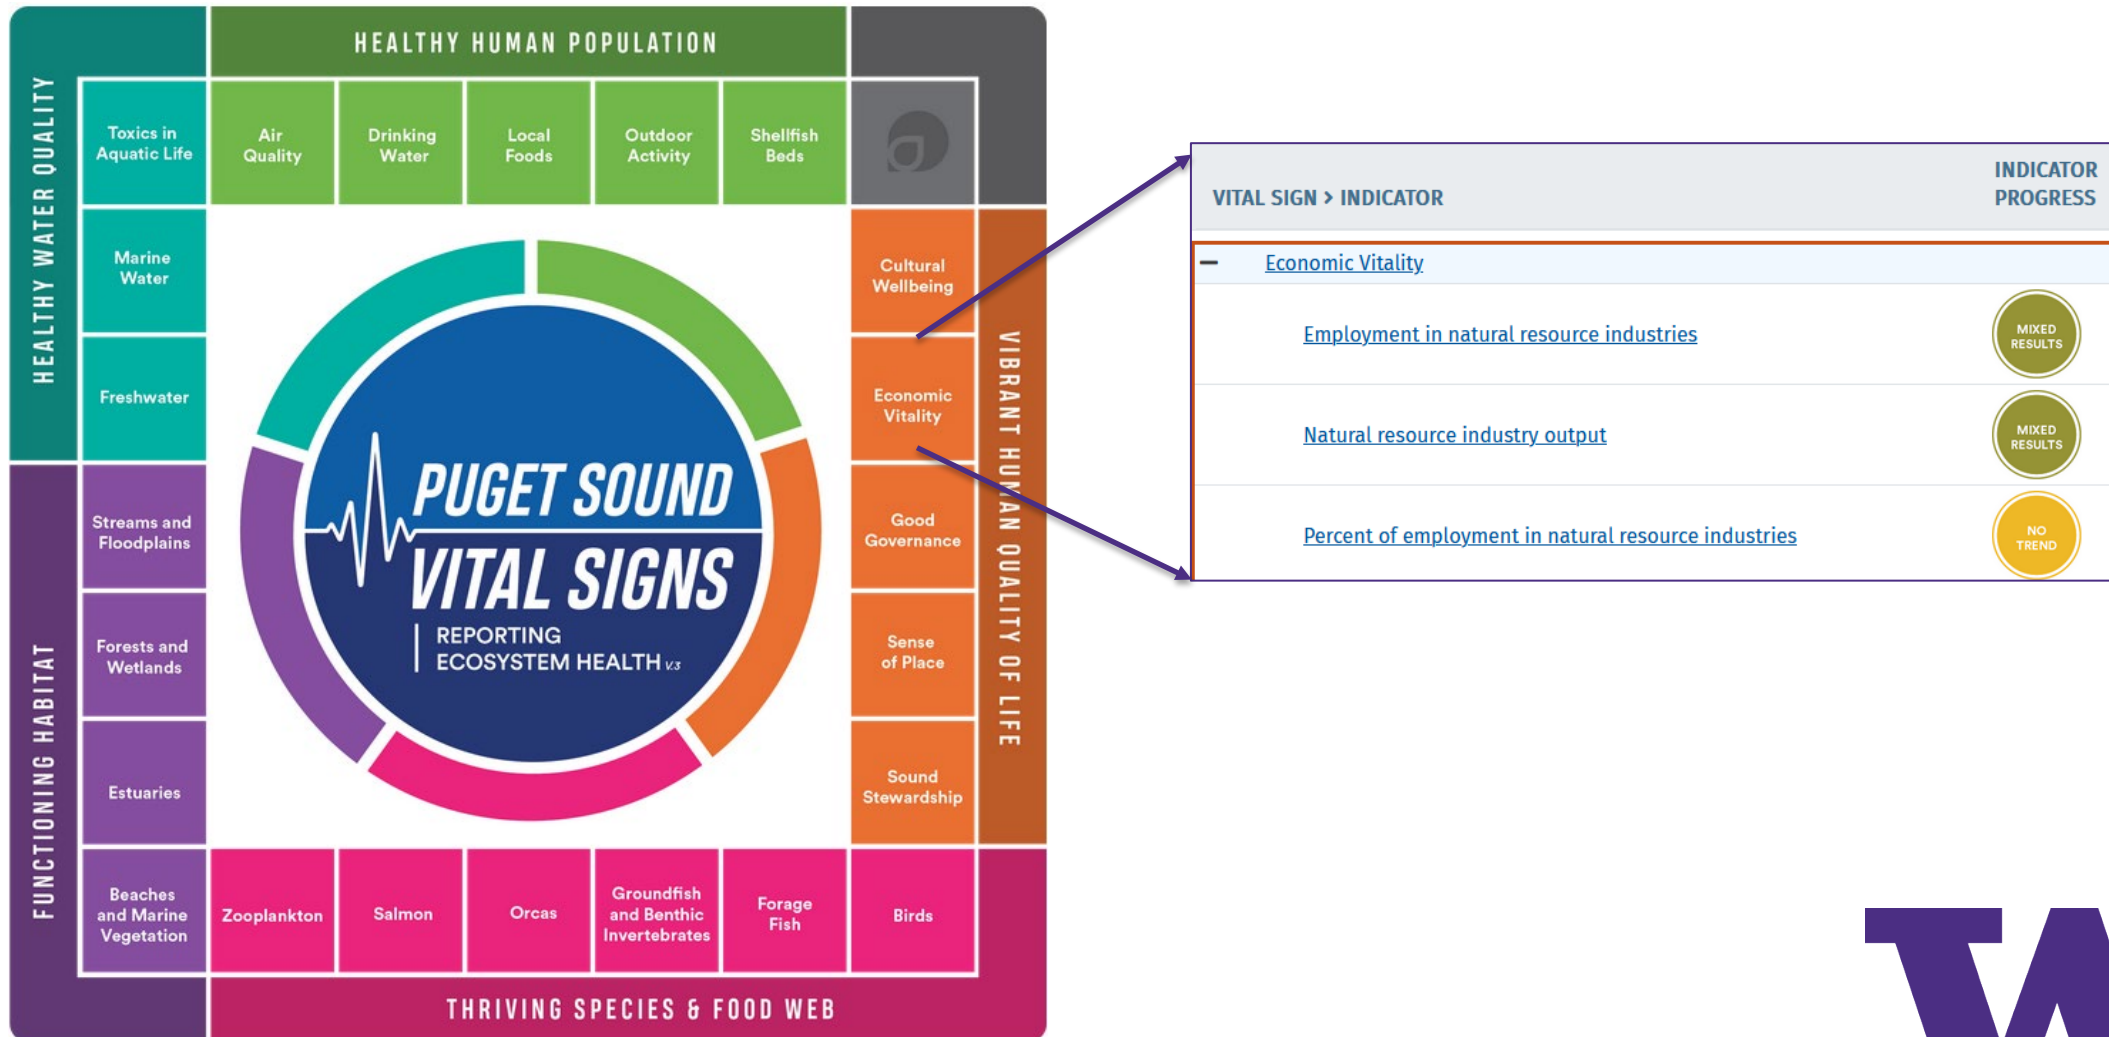 HEALTHY HUMAN POPULATION
HEALTHY WATER QUALITY
Toxics in
Aquatic Life
Air
Quality
Drinking
Water
Local
Foods
Outdoor
Activity
Shellfish
Beds
Marine
Water
Freshwater
FUNCTIONING HABITAT
Streams and
Floodplains
Forests and
Wetlands
Estuaries
Beaches
and Marine
Vegetation
PUGET SOUND
VITAL SIGNS
REPORTING
ECOSYSTEM HEALTH V.3
Cultural
Wellbeing
Economic
Vitality
Good
Governance
Sense
of Place
Sound
Stewardship
VIBRANT HUMAN QUALITY OF LIFE
Zooplankton
Salmon
Orcas
Groundfish
and Benthic
Invertebrates
Forage
Fish
Birds
THRIVING SPECIES & FOOD WEB
VITAL SIGN > INDICATOR
INDICATOR
PROGRESS
Economic Vitality
Employment in natural resource industries
MIXED
RESULTS
Natural resource industry output
MIXED
RESULTS
Percent of employment in natural resource industries
NO
TREND
W